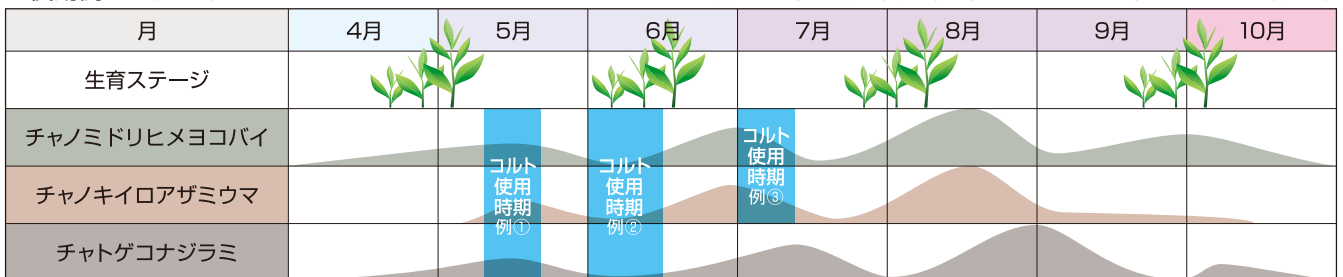 月 4月 5月 6月 7月 8月 9月 10月
生育ステージ
チャノミドリヒメヨコバイ
チャノキイロアザミウマ
チャトゲコナジラミ
コルト
使用
時期
例①
コルト
使用
時期
例②
コルト
使用
時期
例③